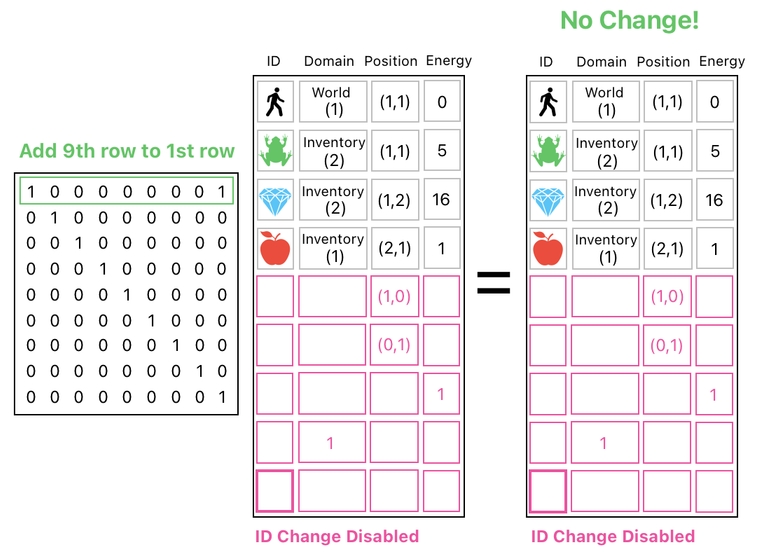 No Change!
ID Domain Position Energy
World (1) (1,1) 0
Inventory (2) (1,1) 5
Inventory (2) (1,2) 16
Inventory (1) (2,1) 1
(1,0)
(0,1)
1
1
ID Change Disabled
Add 9th row to 1st row
1 0 0 0 0 0 0 0 1
0 1 0 0 0 0 0 0 0
0 0 1 0 0 0 0 0 0
0 0 0 1 0 0 0 0 0
0 0 0 0 1 0 0 0 0
0 0 0 0 0 1 0 0 0
0 0 0 0 0 0 1 0 0
0 0 0 0 0 0 0 1 0
0 0 0 0 0 0 0 0 1
=
ID Domain Position Energy
World (1) (1,1) 0
Inventory (2) (1,1) 5
Inventory (2) (1,2) 16
Inventory (1) (2,1) 1
(1,0)
(0,1)
1
1
ID Change Disabled